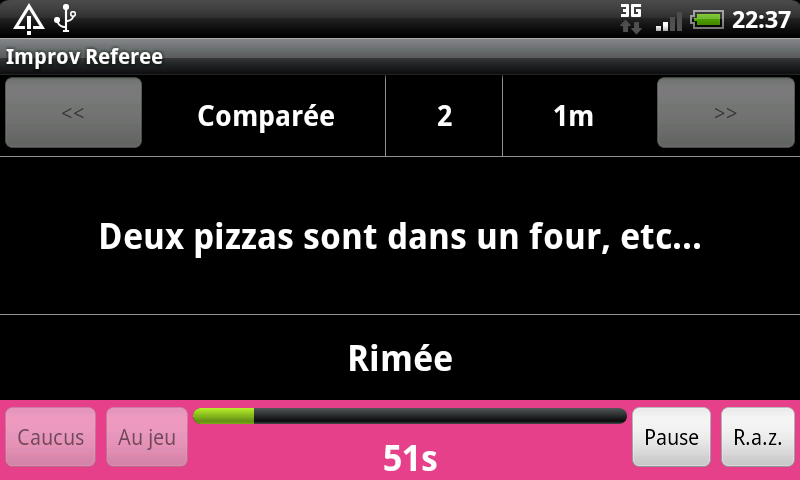 3G 22:37
Improv Referee
<< Comparée 2 1m >>
Deux pizzas sont dans un four, etc...
Rimée
Caucus Au jeu Pause R.a.z.
51s